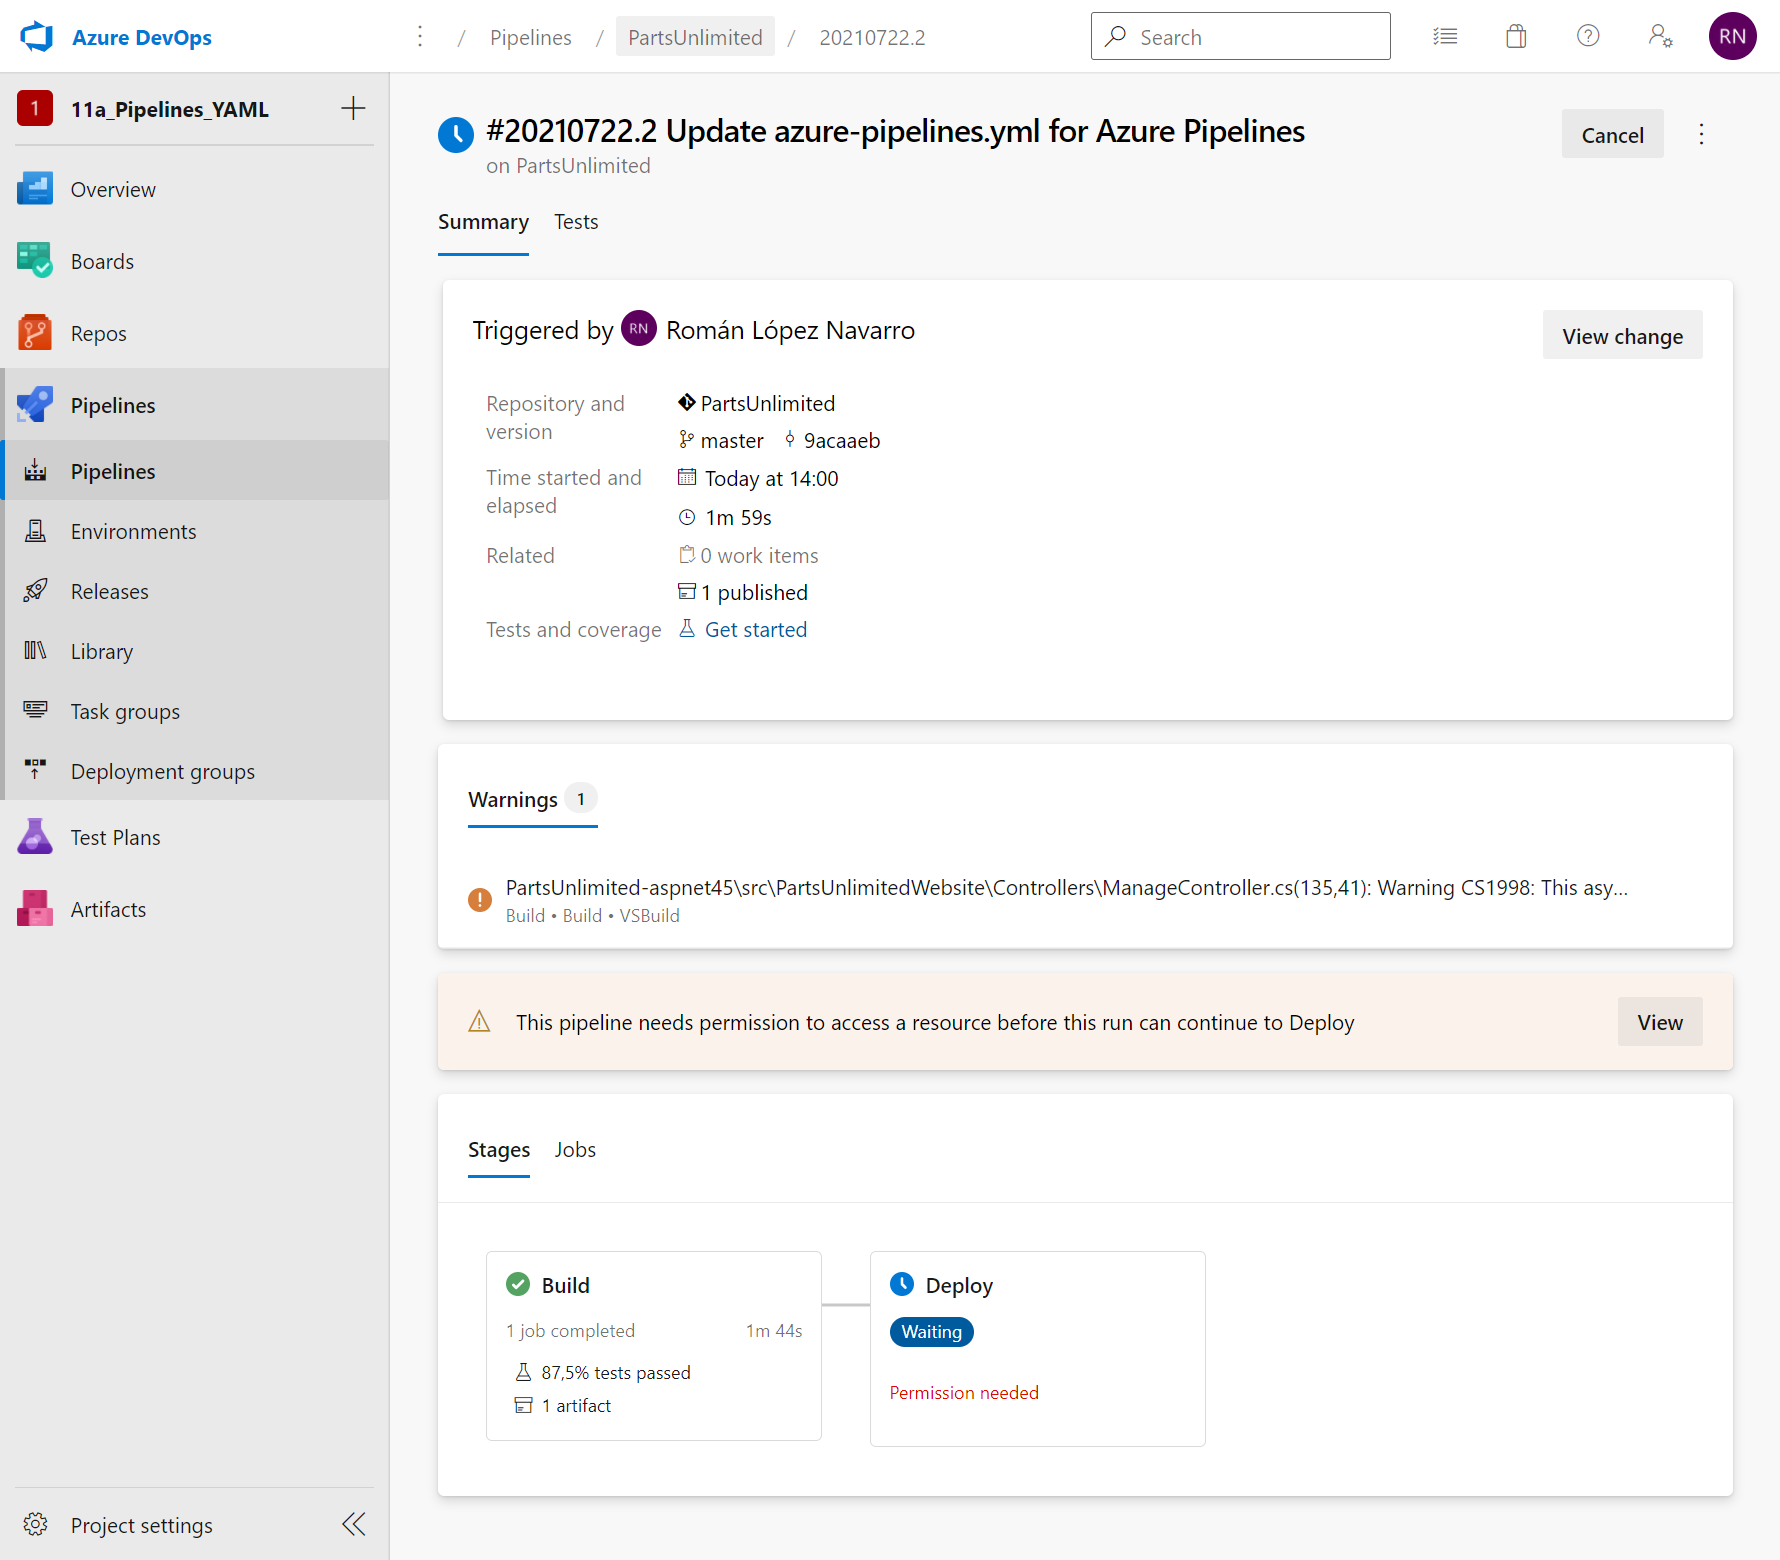 Azure DevOps
/ Pipelines / PartsUnlimited / 20210722.2
Search
RN
1 11a_Pipelines_YAML
Overview
Boards
Repos
Pipelines
Pipelines
Environments
Releases
Library
Task groups
Deployment groups
Test Plans
Artifacts
Project settings
#20210722.2 Update azure-pipelines.yml for Azure Pipelines
on PartsUnlimited
Cancel
Summary Tests
Triggered by RN Román López Navarro
View change
Repository and
version
PartsUnlimited
master 9acaaeb
Time started and
elapsed
Today at 14:00
1m 59s
Related
0 work items
1 published
Tests and coverage
Get started
Warnings 1
PartsUnlimited-aspnet45\src\PartsUnlimitedWebsite\Controllers\ManageController.cs(135,41): Warning CS1998: This asy...
Build • Build • VSBuild
This pipeline needs permission to access a resource before this run can continue to Deploy
View
Stages Jobs
Build
1 job completed 1m 44s
87,5% tests passed
1 artifact
Deploy
Waiting
Permission needed